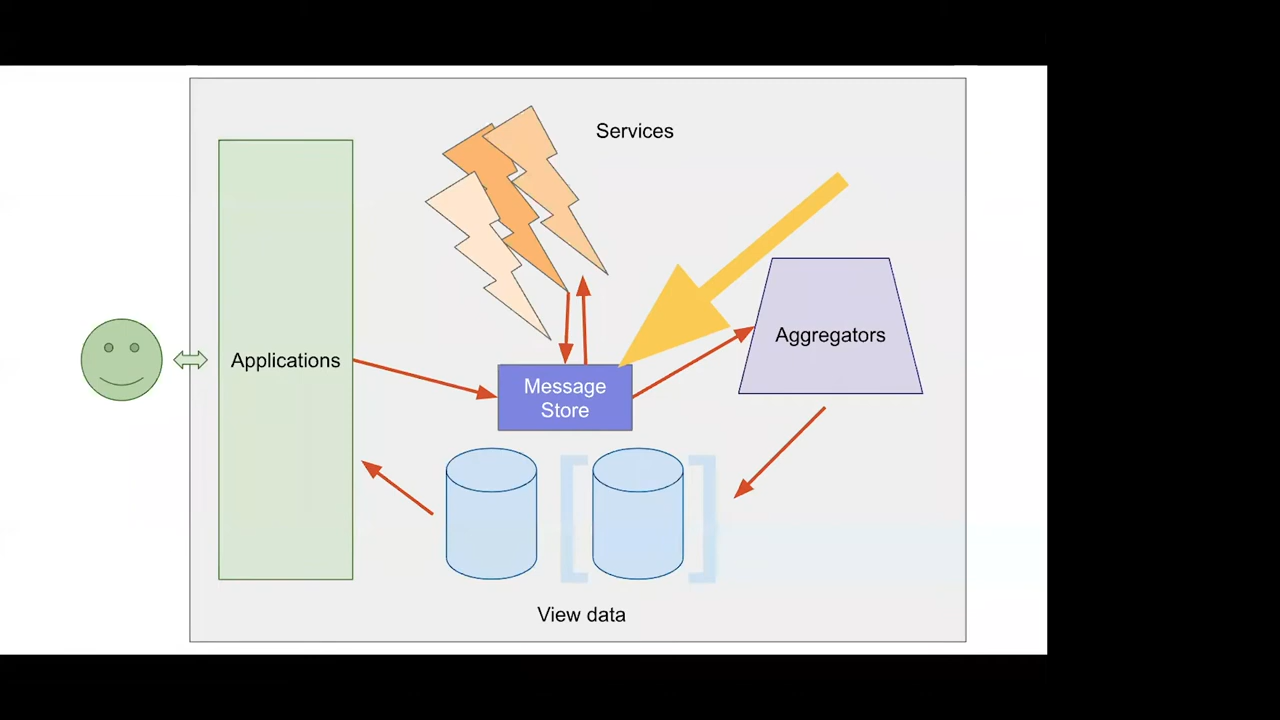 Services
Applications
Message
Store
Aggregators
View data